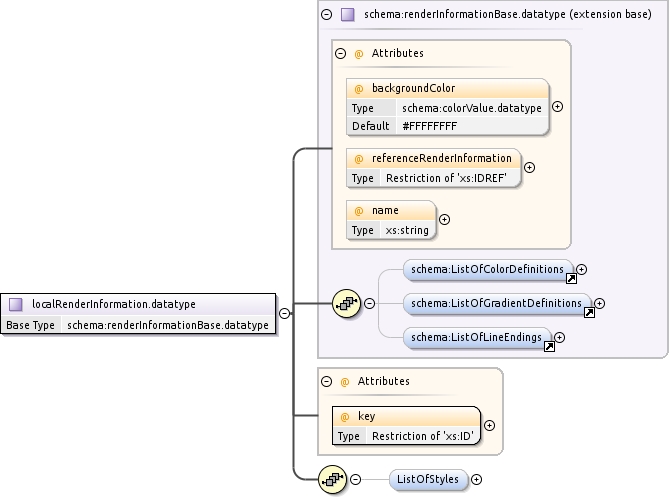 schema:renderInformationBase.datatype (extension base)
@ Attributes
@ backgroundColor
Type schema:colorValue.datatype
Default #FFFFFFFF
@ referenceRenderInformation
Type Restriction of 'xs:IDREF'
@ name
Type xs:string
localRenderInformation.datatype
Base Type schema:renderInformationBase.datatype
schema:ListOfColorDefinitions
schema:ListOfGradientDefinitions
schema:ListOfLineEndings
@ Attributes
@ key
Type Restriction of 'xs:ID'
ListOfStyles